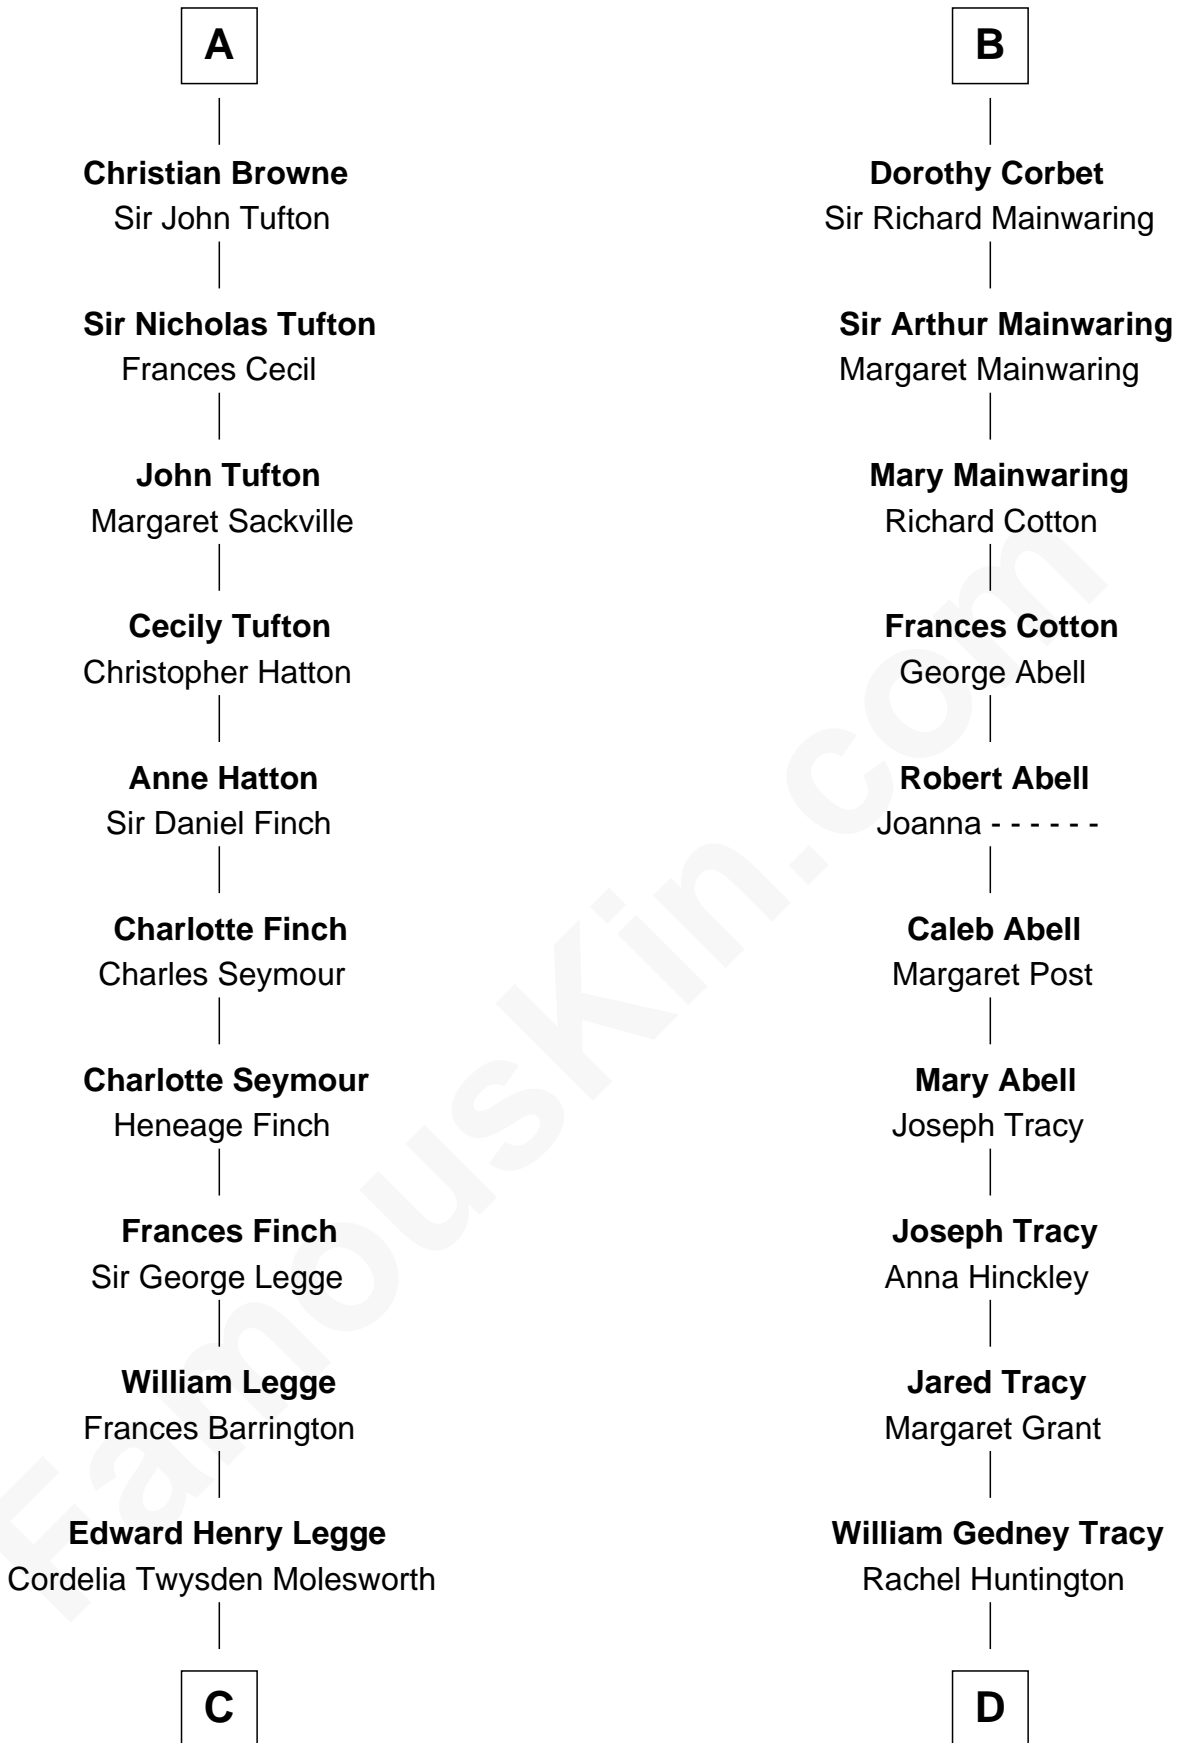 A
Christian Browne
Sir John Tufton
Sir Nicholas Tufton
Frances Cecil
John Tufton
Margaret Sackville
Cecily Tufton
Christopher Hatton
Anne Hatton
Sir Daniel Finch
Charlotte Finch
Charles Seymour
Charlotte Seymour
Heneage Finch
Frances Finch
Sir George Legge
William Legge
Frances Barrington
Edward Henry Legge
Cordelia Twysden Molesworth
C
B
Dorothy Corbet
Sir Richard Mainwaring
Sir Arthur Mainwaring
Margaret Mainwaring
Mary Mainwaring
Richard Cotton
Frances Cotton
George Abell
Robert Abell
Joanna - - - - - -
Caleb Abell
Margaret Post
Mary Abell
Joseph Tracy
Joseph Tracy
Anna Hinckley
Jared Tracy
Margaret Grant
William Gedney Tracy
Rachel Huntington
D
FamousKin.com